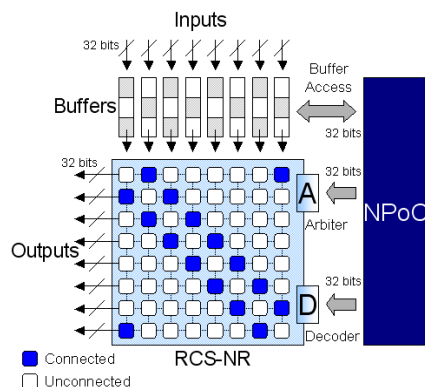 Inputs
32 bits
Buffer
Access
Buffers
32 bits
32 bits
32 bits
A
NPoC
Arbiter
Outputs
32 bits
D
Decoder
Connected
RCS-NR
Unconnected